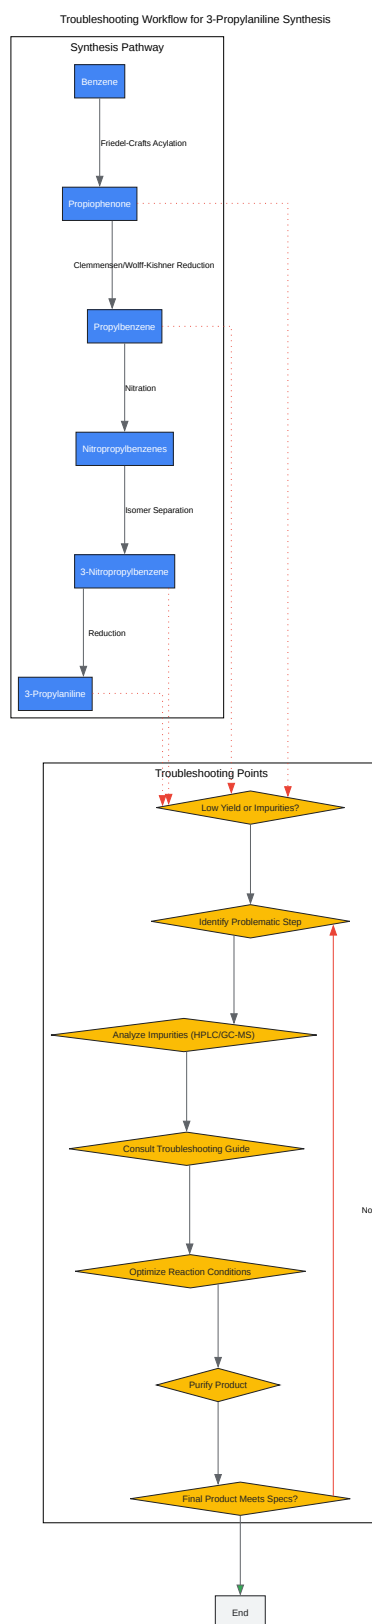 Troubleshooting Workflow for 3-Propylaniline Synthesis
Synthesis Pathway
Benzene
Friedel-Crafts Acylation
Propiophenone
Clemmensen/Wolff-Kishner Reduction
Propylbenzene
Nitration
Nitropropylbenzenes
Isomer Separation
3-Nitropropylbenzene
Reduction
3-Propylaniline
Troubleshooting Points
Low Yield or Impurities?
Identify Problematic Step
Analyze Impurities (HPLC/GC-MS)
Consult Troubleshooting Guide
No
Optimize Reaction Conditions
Purify Product
Final Product Meets Specs?
End